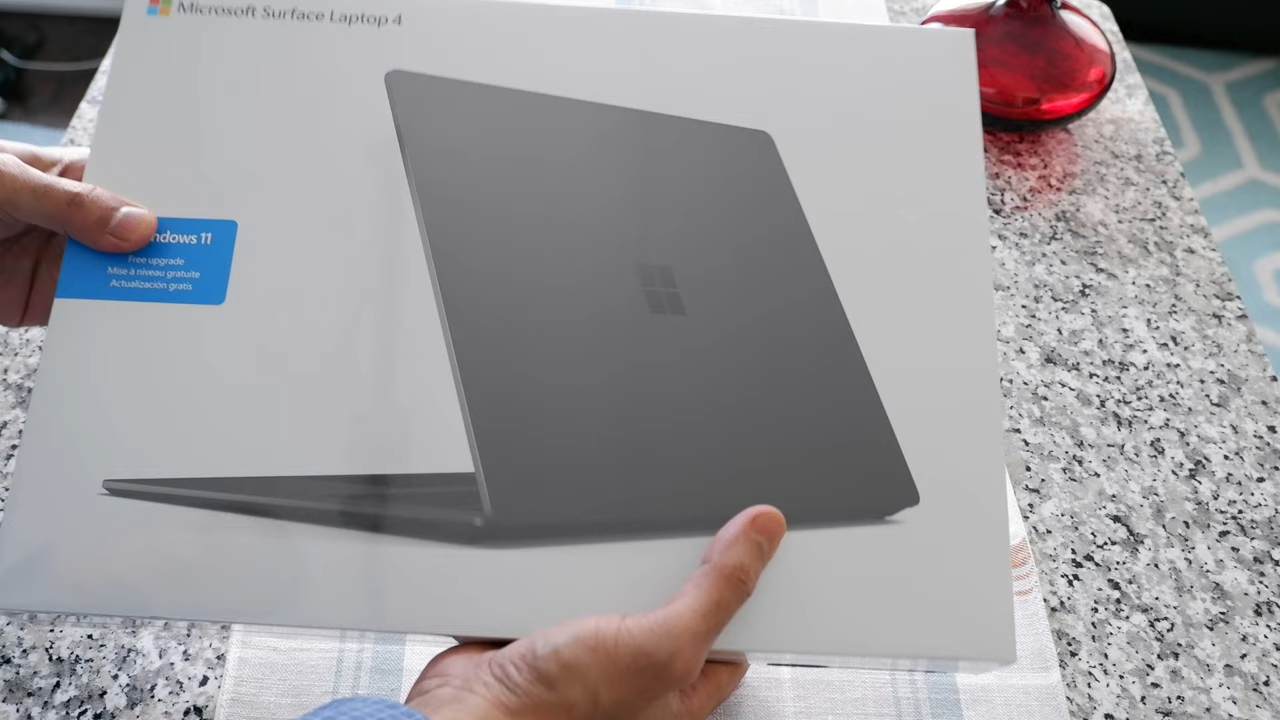 Microsoft Surface Laptop 4
ndows 11
Free upgrade
Mise à niveau gratuite
Actualización gratis